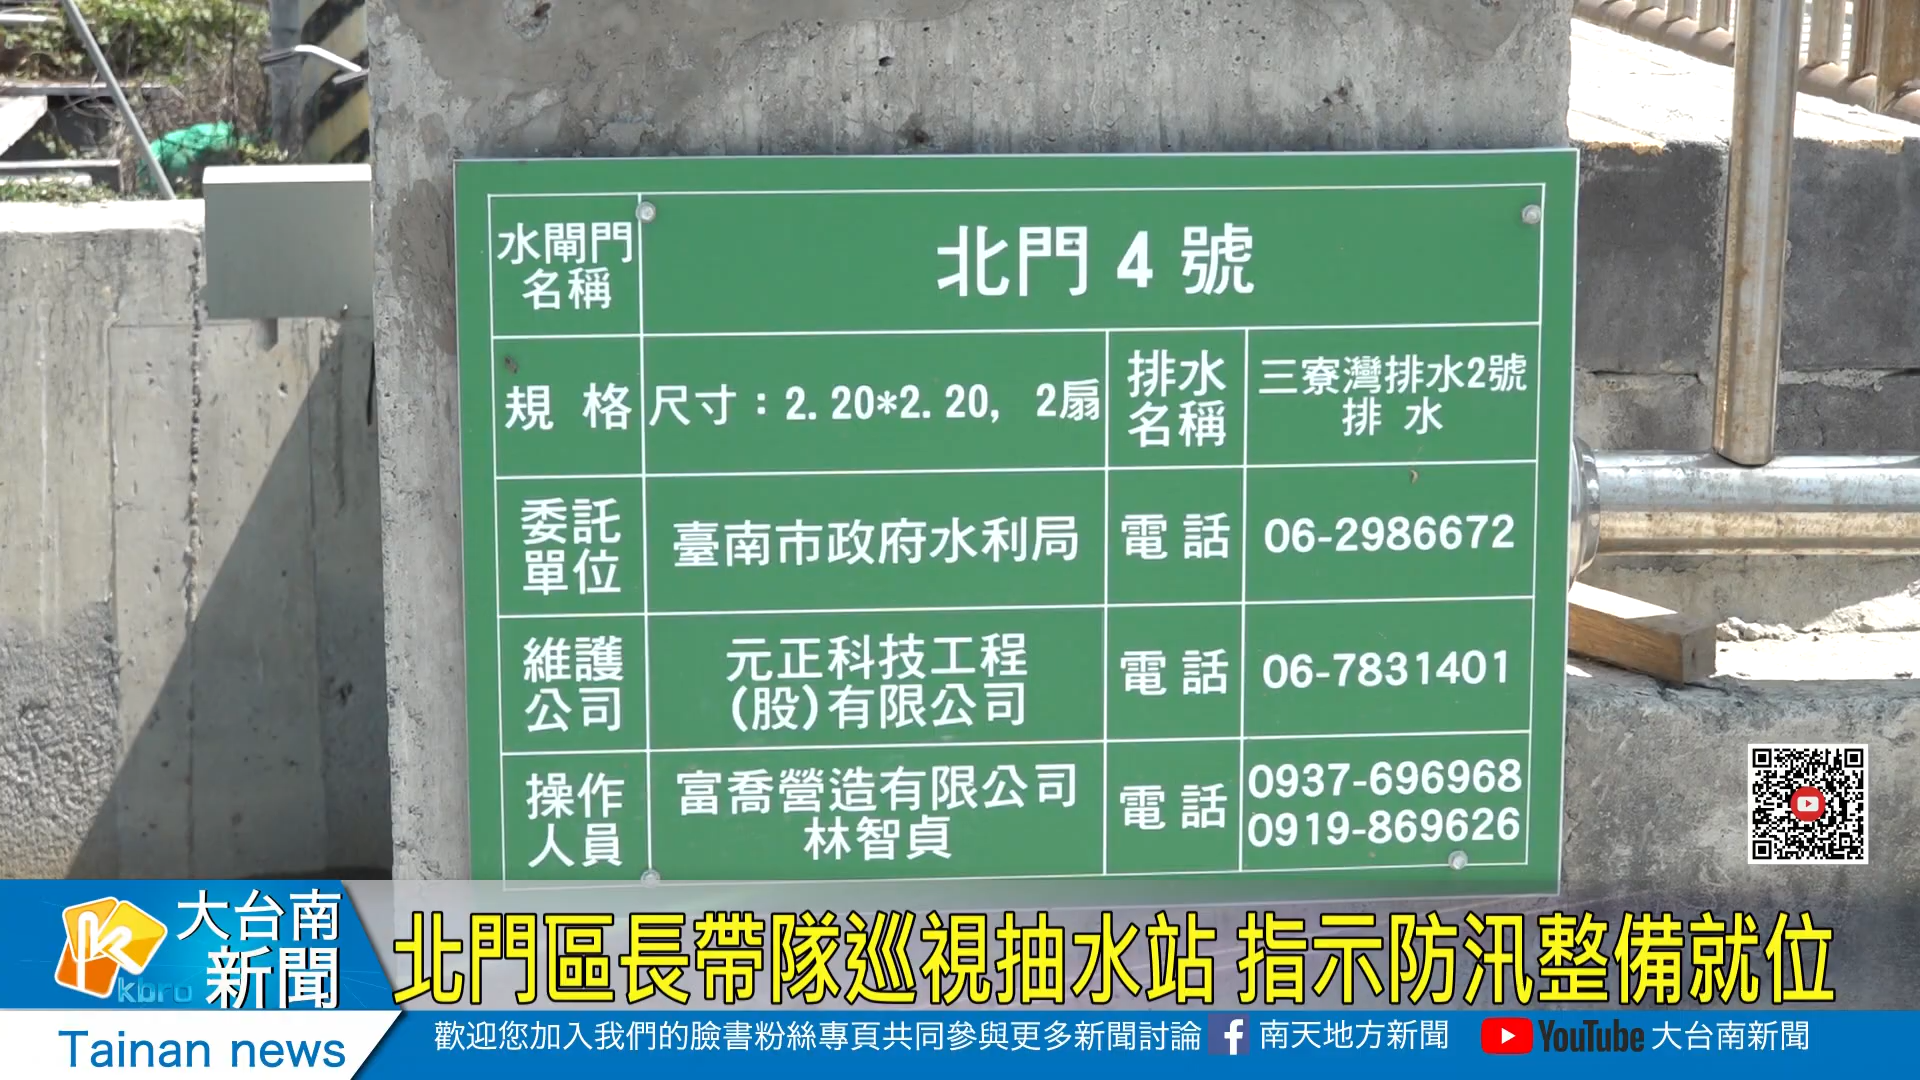 水閘門
名稱
北門 4 號
規 格
尺寸：2.20*2.20, 2扇
排水
名稱
三寮灣排水2號
排 水
委託
單位
臺南市政府水利局
電 話
06-2986672
維護
公司
元正科技工程
(股)有限公司
電 話
06-7831401
操作
人員
富喬營造有限公司
林智貞
電 話
0937-696968
0919-869626
大台南
新聞
kbro
北門區長帶隊巡視抽水站 指示防汛整備就位
Tainan news
歡迎您加入我們的臉書粉絲專頁共同參與更多新聞討論 f 南天地方新聞 YouTube 大台南新聞